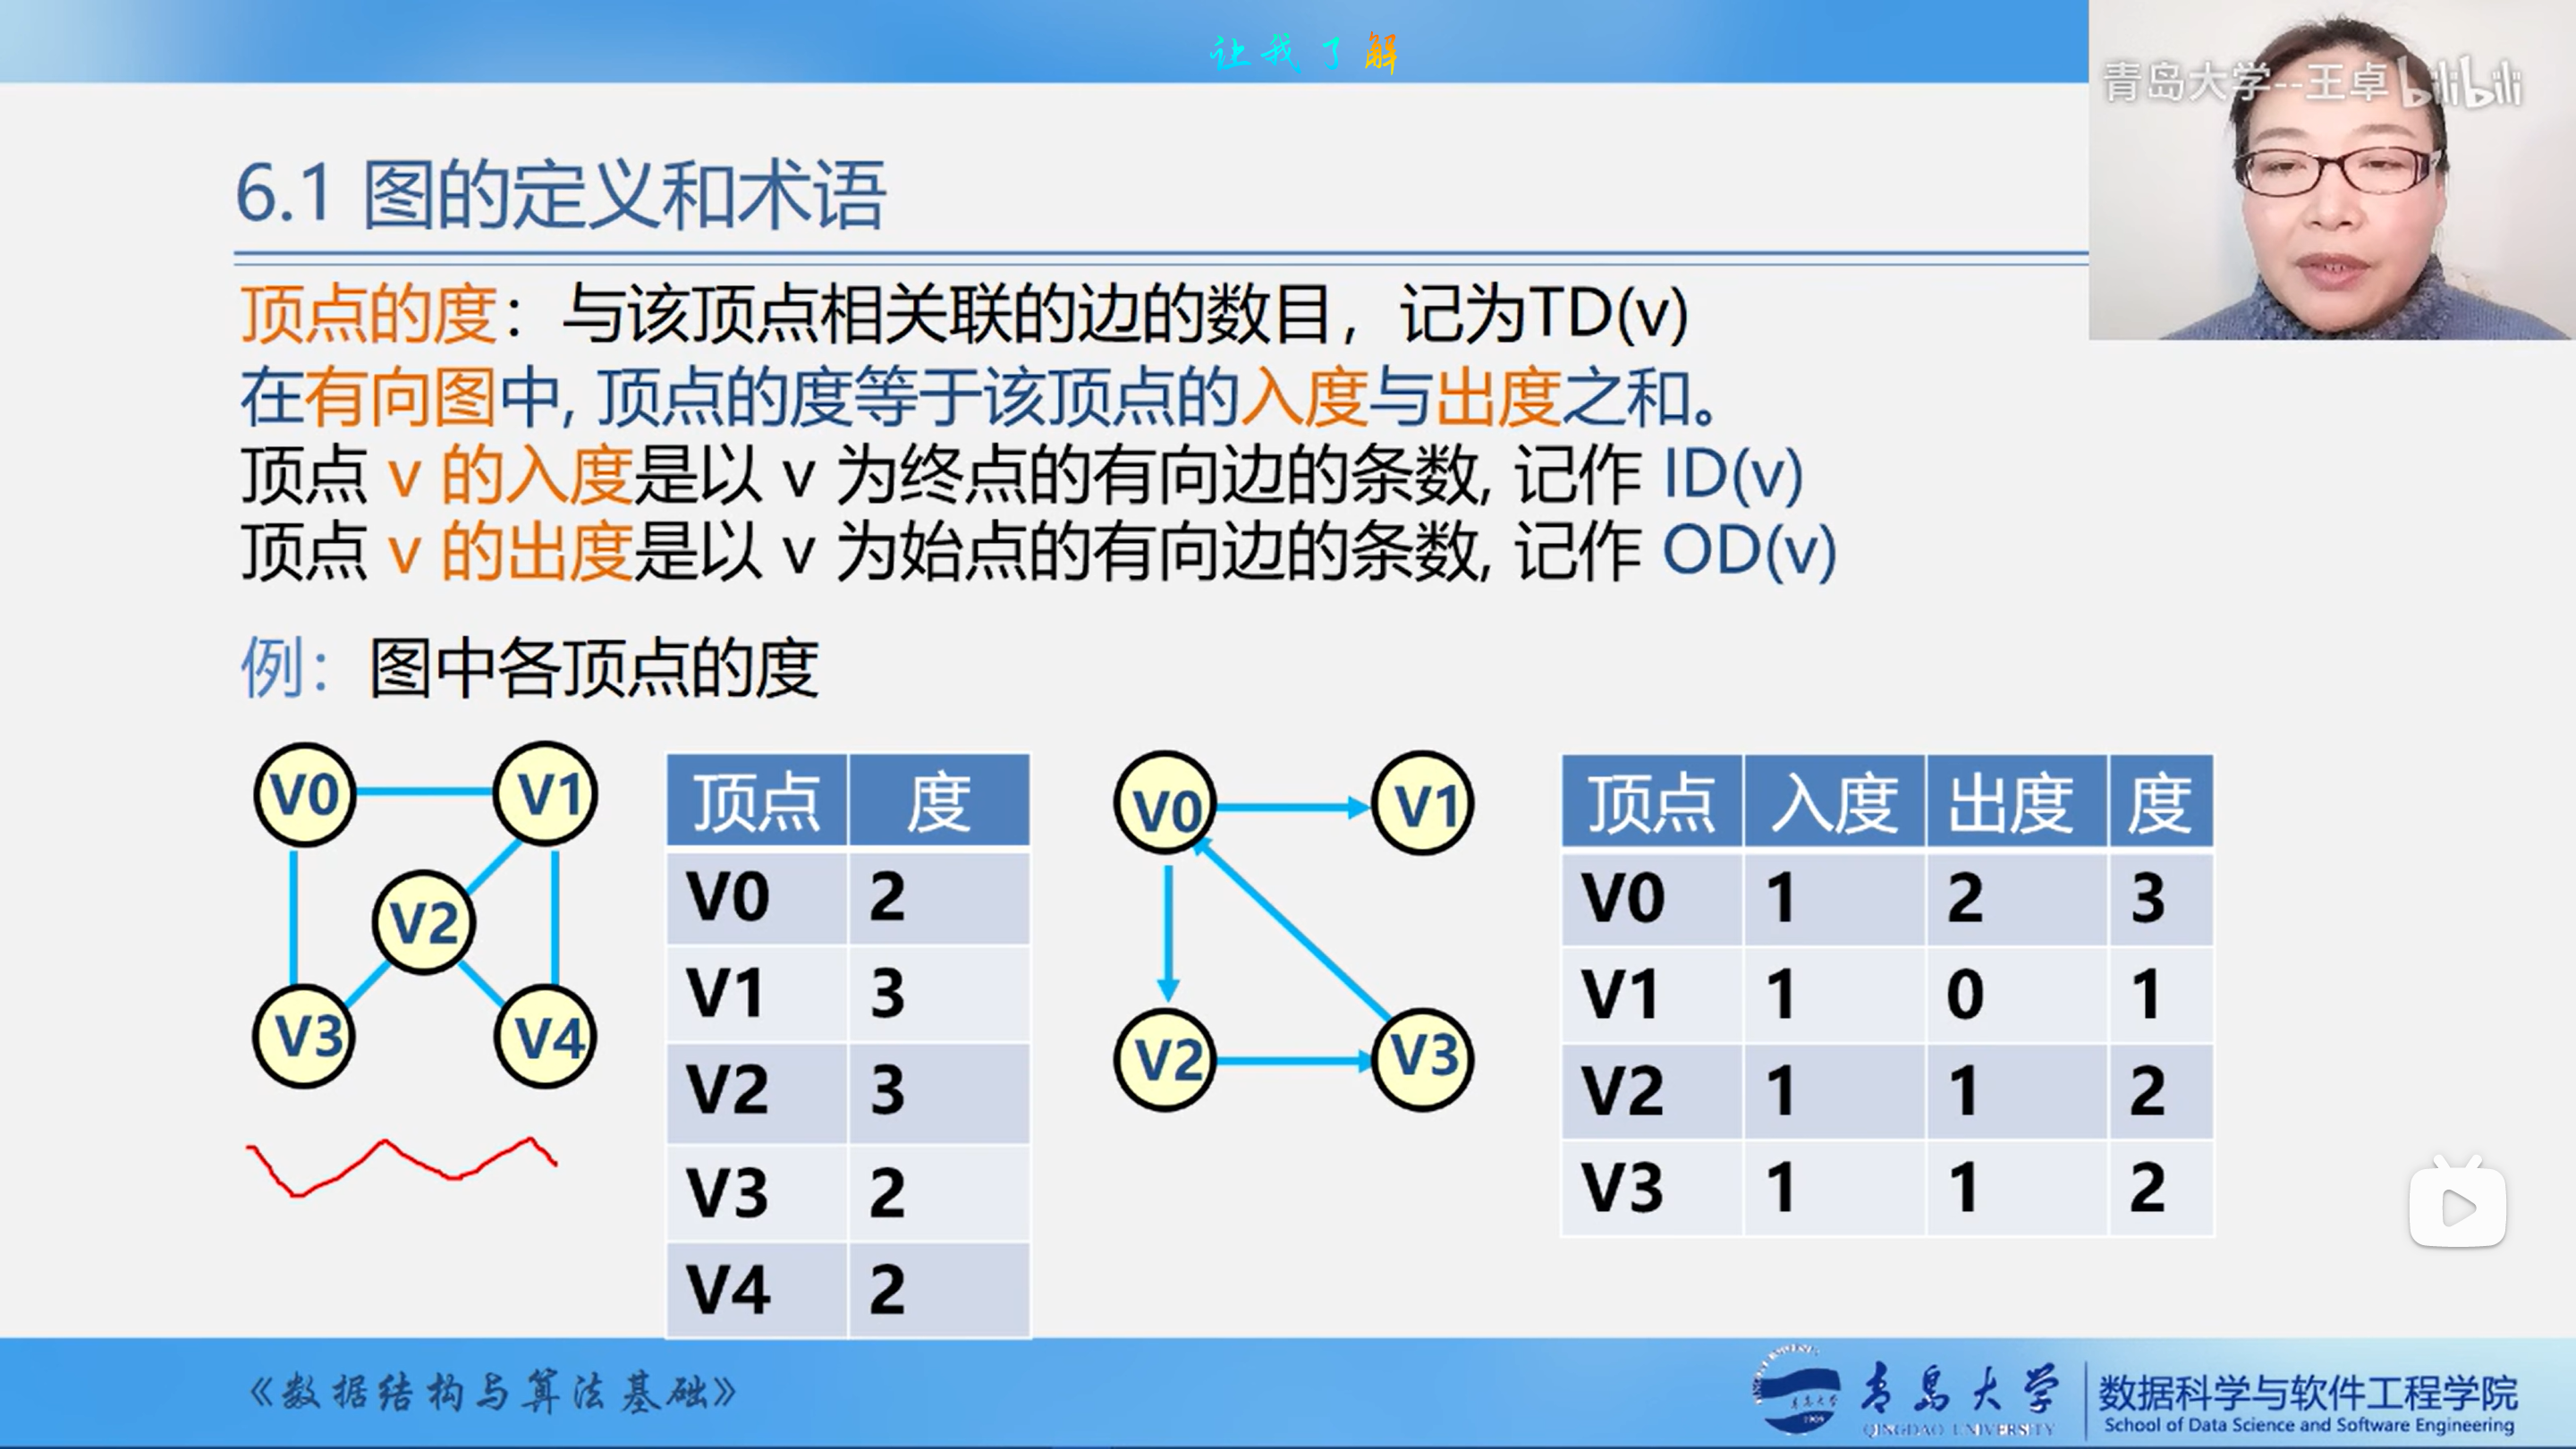 让我了解
青岛大学--王卓 bilibili
6.1 图的定义和术语
顶点的度：与该顶点相关联的边的数目，记为TD(v)
在有向图中, 顶点的度等于该顶点的入度与出度之和。
顶点 v 的入度是以 v 为终点的有向边的条数, 记作 ID(v)
顶点 v 的出度是以 v 为始点的有向边的条数, 记作 OD(v)
例：图中各顶点的度
V0 V1
V2
V3 V4
顶点 度
V0 2
V1 3
V2 3
V3 2
V4 2
V0 V1
V2 V3
顶点 入度 出度 度
V0 1 2 3
V1 1 0 1
V2 1 1 2
V3 1 1 2
《数据结构与算法基础》
青岛大学
QINGDAO UNIVERSITY
数据科学与软件工程学院
School of Data Science and Software Engineering